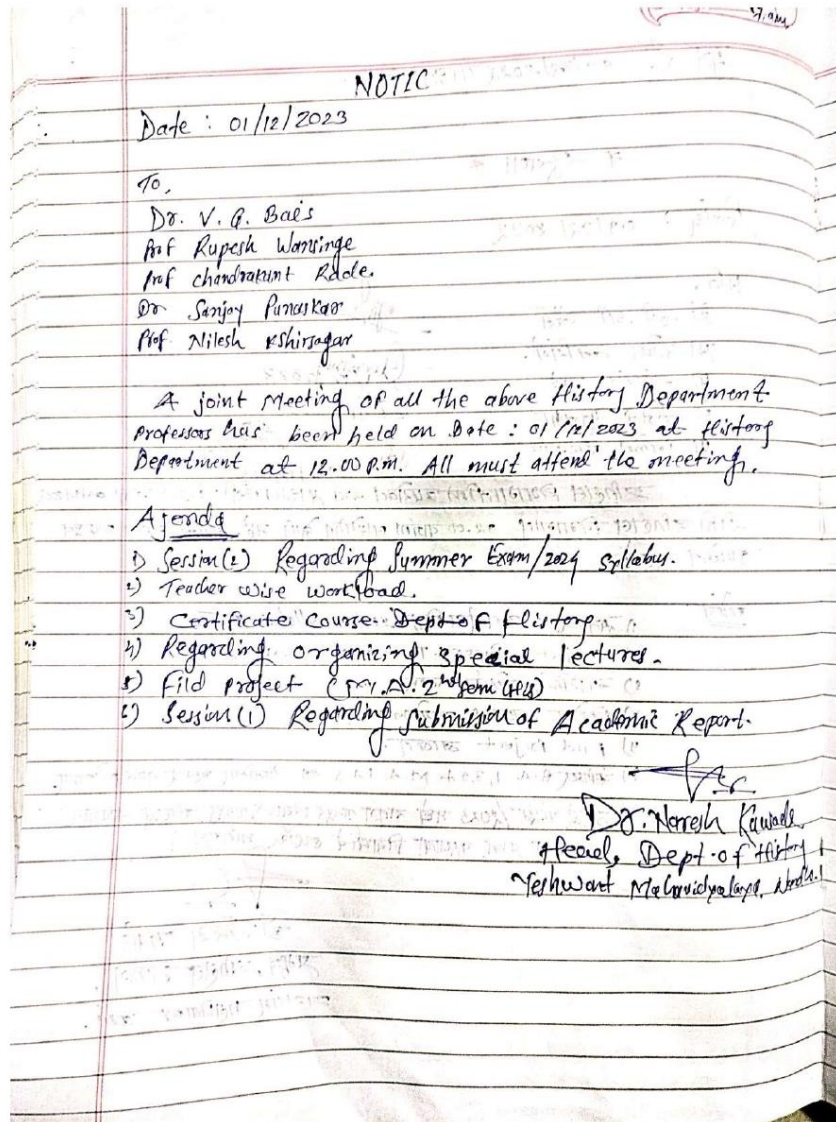 NOTIC
Date : 01/12/2023
To,
Dr. V. G. Bais
Prof Rupesh Wansinge
Prof chandrakunt Rade.
Dr Sanjoy Punaskar
Prof Nilesh kshirsagar
A joint Meeting of all the above History Department
professors has been held on Date : 01/12/2023 at History
Department at 12.00 P.m. All must attend the meeting.
Agenda
1) Session(2) Regarding Summer Exam/2024 Syllabus.
2) Teacher wise workload.
3) "Certificate" Course. Dept of History
4) Regarding organizing special lectures.
5) Fild Project (M.A. 2nd Sem (His)
6) Session(1) Regarding Submission of Academic Report.
Dr. Naresh Kawade
Head, Dept. of History
Yeshwant Mahavidyalaya,